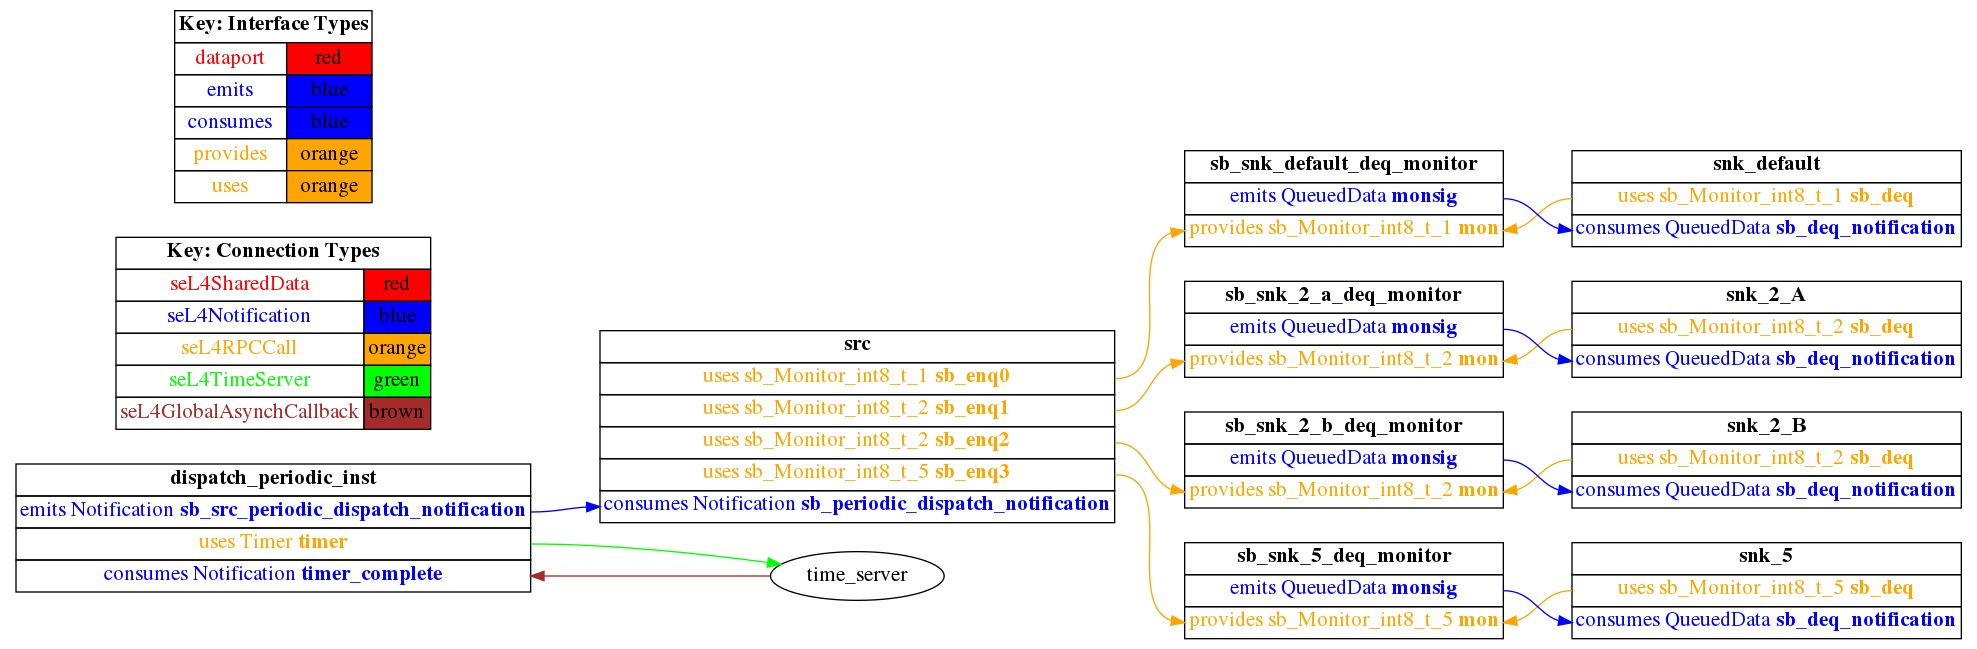 Key: Interface Types
dataport red
emits blue
consumes blue
provides orange
uses orange
Key: Connection Types
seL4SharedData red
seL4Notification blue
seL4RPCCall orange
seL4TimeServer green
seL4GlobalAsynchCallback brown
dispatch_periodic_inst
emits Notification sb_src_periodic_dispatch_notification
uses Timer timer
consumes Notification timer_complete
src
uses sb_Monitor_int8_t_1 sb_enq0
uses sb_Monitor_int8_t_2 sb_enq1
uses sb_Monitor_int8_t_2 sb_enq2
uses sb_Monitor_int8_t_5 sb_enq3
consumes Notification sb_periodic_dispatch_notification
time_server
sb_snk_default_deq_monitor
emits QueuedData monsig
provides sb_Monitor_int8_t_1 mon
snk_default
uses sb_Monitor_int8_t_1 sb_deq
consumes QueuedData sb_deq_notification
sb_snk_2_a_deq_monitor
emits QueuedData monsig
provides sb_Monitor_int8_t_2 mon
snk_2_A
uses sb_Monitor_int8_t_2 sb_deq
consumes QueuedData sb_deq_notification
sb_snk_2_b_deq_monitor
emits QueuedData monsig
provides sb_Monitor_int8_t_2 mon
snk_2_B
uses sb_Monitor_int8_t_2 sb_deq
consumes QueuedData sb_deq_notification
sb_snk_5_deq_monitor
emits QueuedData monsig
provides sb_Monitor_int8_t_5 mon
snk_5
uses sb_Monitor_int8_t_5 sb_deq
consumes QueuedData sb_deq_notification